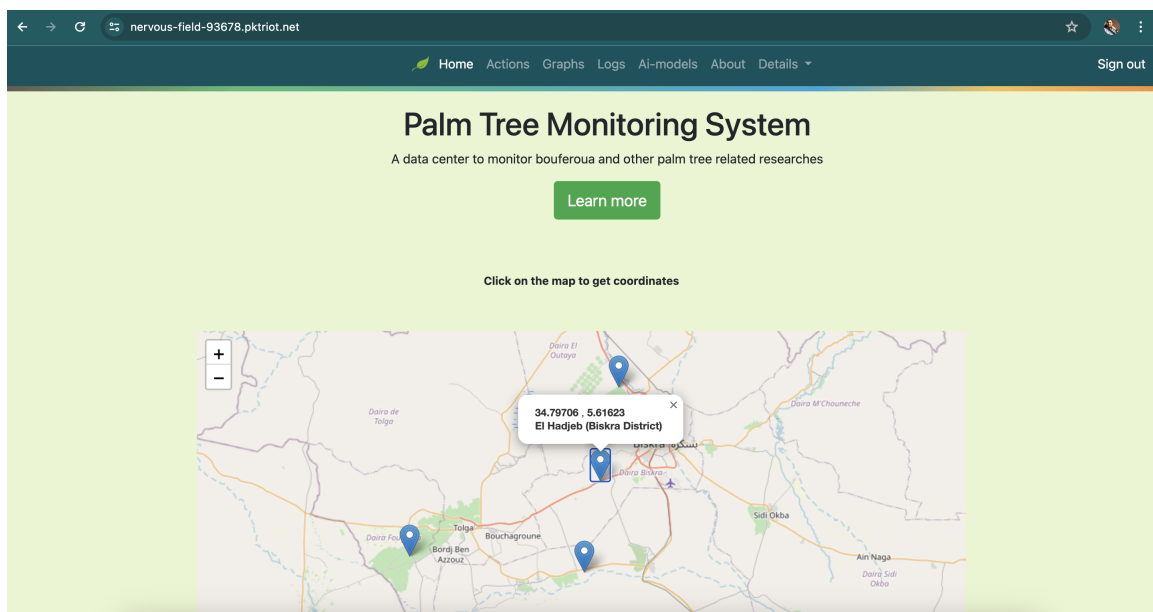 nervous-field-93678.pktriot.net
Home Actions Graphs Logs Ai-models About Details
Sign out
Palm Tree Monitoring System
A data center to monitor bouferoua and other palm tree related researches
Learn more
Click on the map to get coordinates
+
−
Daira El
Outaya
Daira de
Tolga
Daira M'Chouneche
34.79706 , 5.61623
El Hadjeb (Biskra District)
×
Biskra بسكرة
Daira Biskra
Sidi Okba
Tolga
Bouchagroune
Bordj Ben
Azzouz
Ain Naga
Daira Sidi
Okba